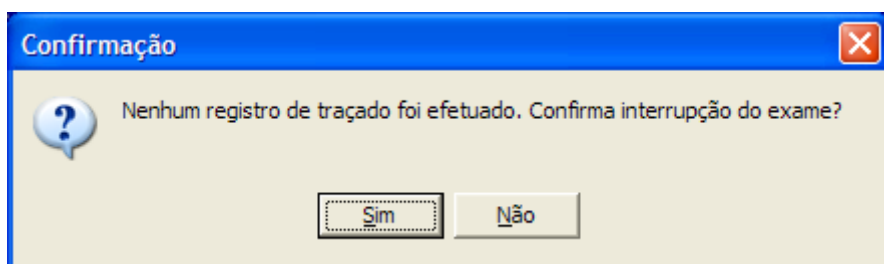 Confirmação
Nenhum registro de traçado foi efetuado. Confirma interrupção do exame?
Sim
Não